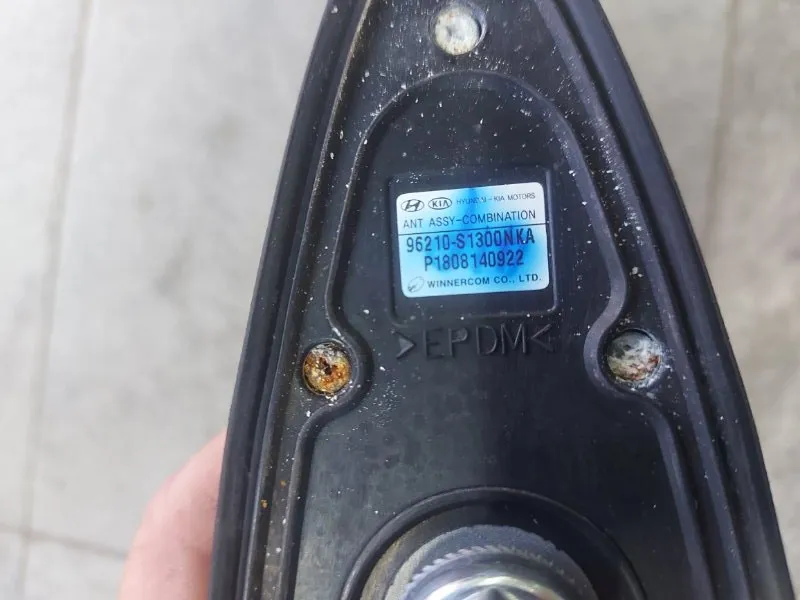 KIA HYUNDAI-KIA MOTORS
ANT ASSY-COMBINATION
96210-S1300NKA
P1808140922
WINNERCOM CO., LTD.
>EPDM<